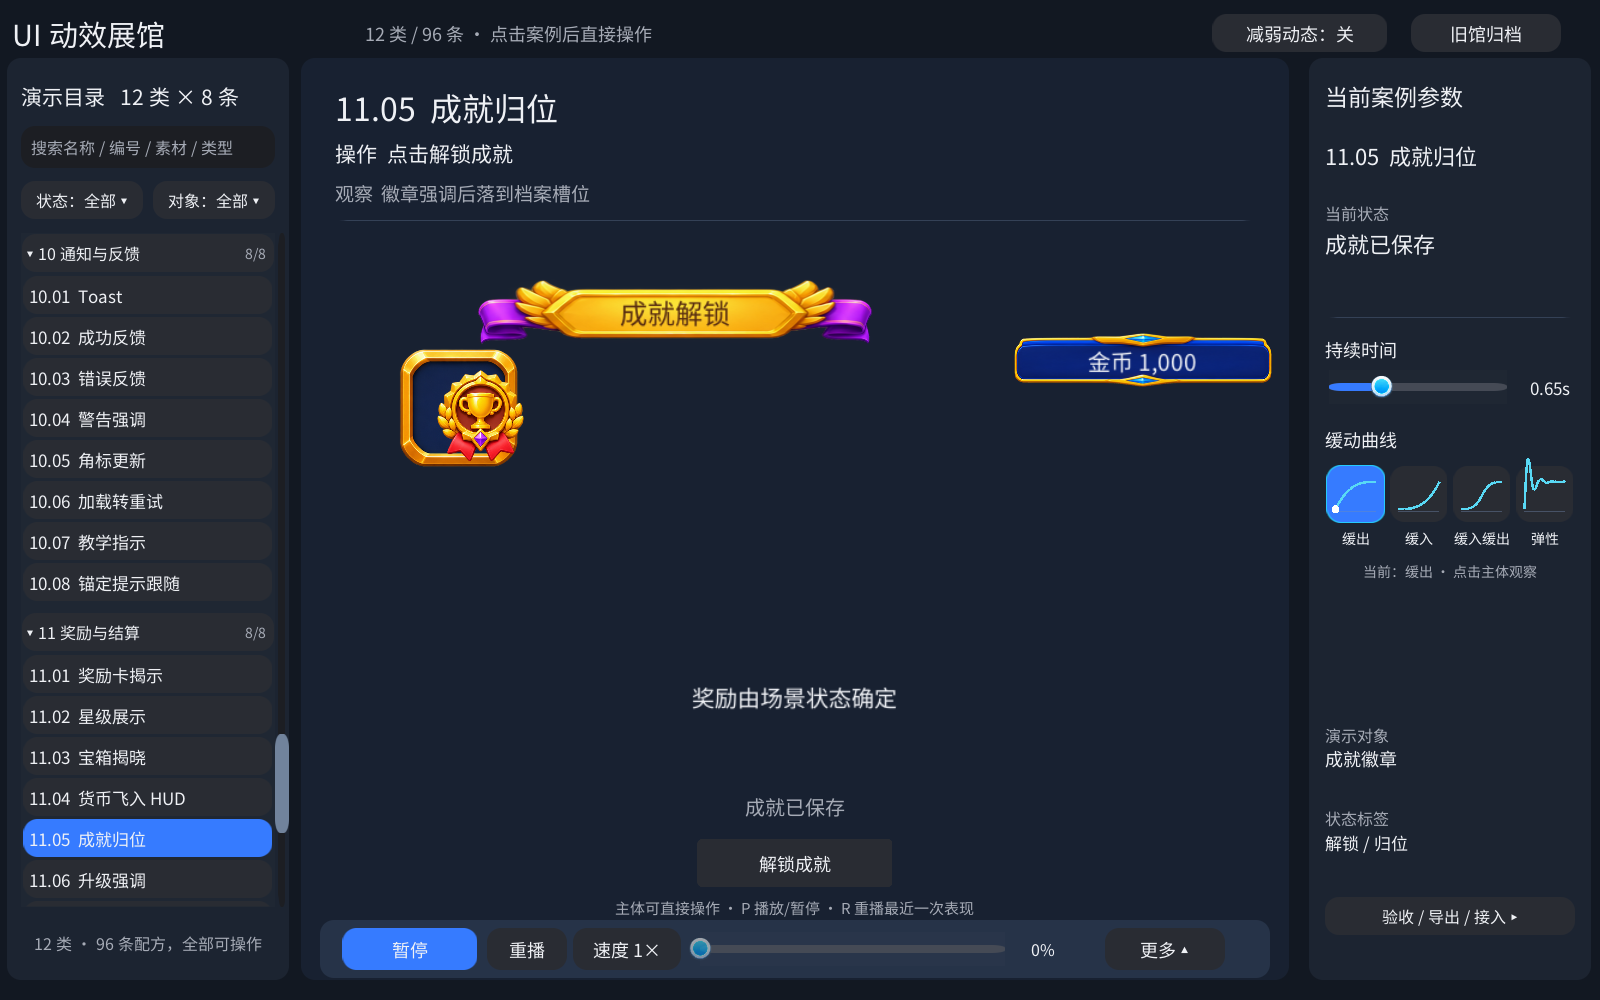 UI 动效展馆
12 类 / 96 条 · 点击案例后直接操作
减弱动态：关
旧馆归档
演示目录 12 类 × 8 条
搜索名称 / 编号 / 素材 / 类型
状态：全部 ▾
对象：全部 ▾
▾ 10 通知与反馈 8/8
10.01 Toast
10.02 成功反馈
10.03 错误反馈
10.04 警告强调
10.05 角标更新
10.06 加载转重试
10.07 教学指示
10.08 锚定提示跟随
▾ 11 奖励与结算 8/8
11.01 奖励卡揭示
11.02 星级展示
11.03 宝箱揭晓
11.04 货币飞入 HUD
11.05 成就归位
11.06 升级强调
12 类 · 96 条配方，全部可操作
11.05 成就归位
操作 点击解锁成就
观察 徽章强调后落到档案槽位
成就解锁
金币 1,000
奖励由场景状态确定
成就已保存
解锁成就
主体可直接操作 · P 播放/暂停 · R 重播最近一次表现
暂停
重播
速度 1×
0%
更多 ▴
当前案例参数
11.05 成就归位
当前状态
成就已保存
持续时间
0.65s
缓动曲线
缓出
缓入
缓入缓出
弹性
当前：缓出 · 点击主体观察
演示对象
成就徽章
状态标签
解锁 / 归位
验收 / 导出 / 接入 ▸